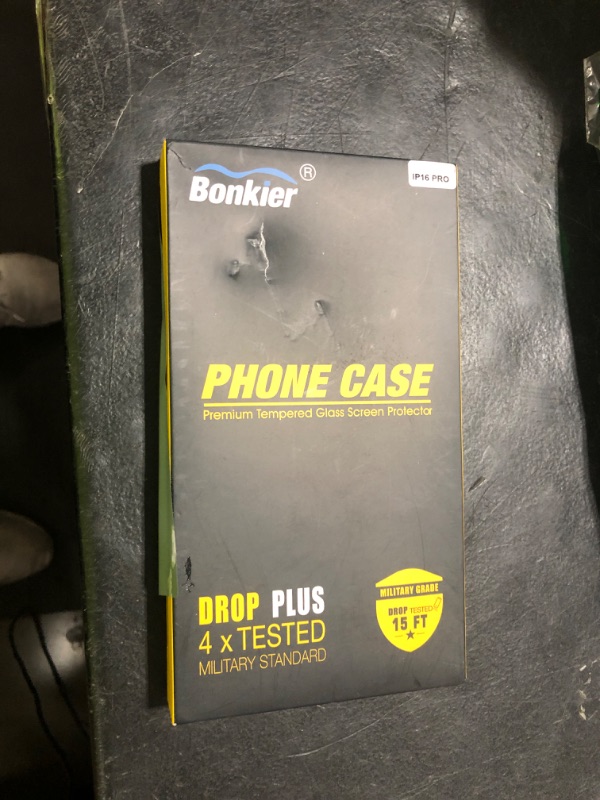 Bonkier ®
IP16 PRO
PHONE CASE
Premium Tempered Glass Screen Protector
DROP PLUS
4 x TESTED
MILITARY STANDARD
MILITARY GRADE
DROP TESTED
15 FT